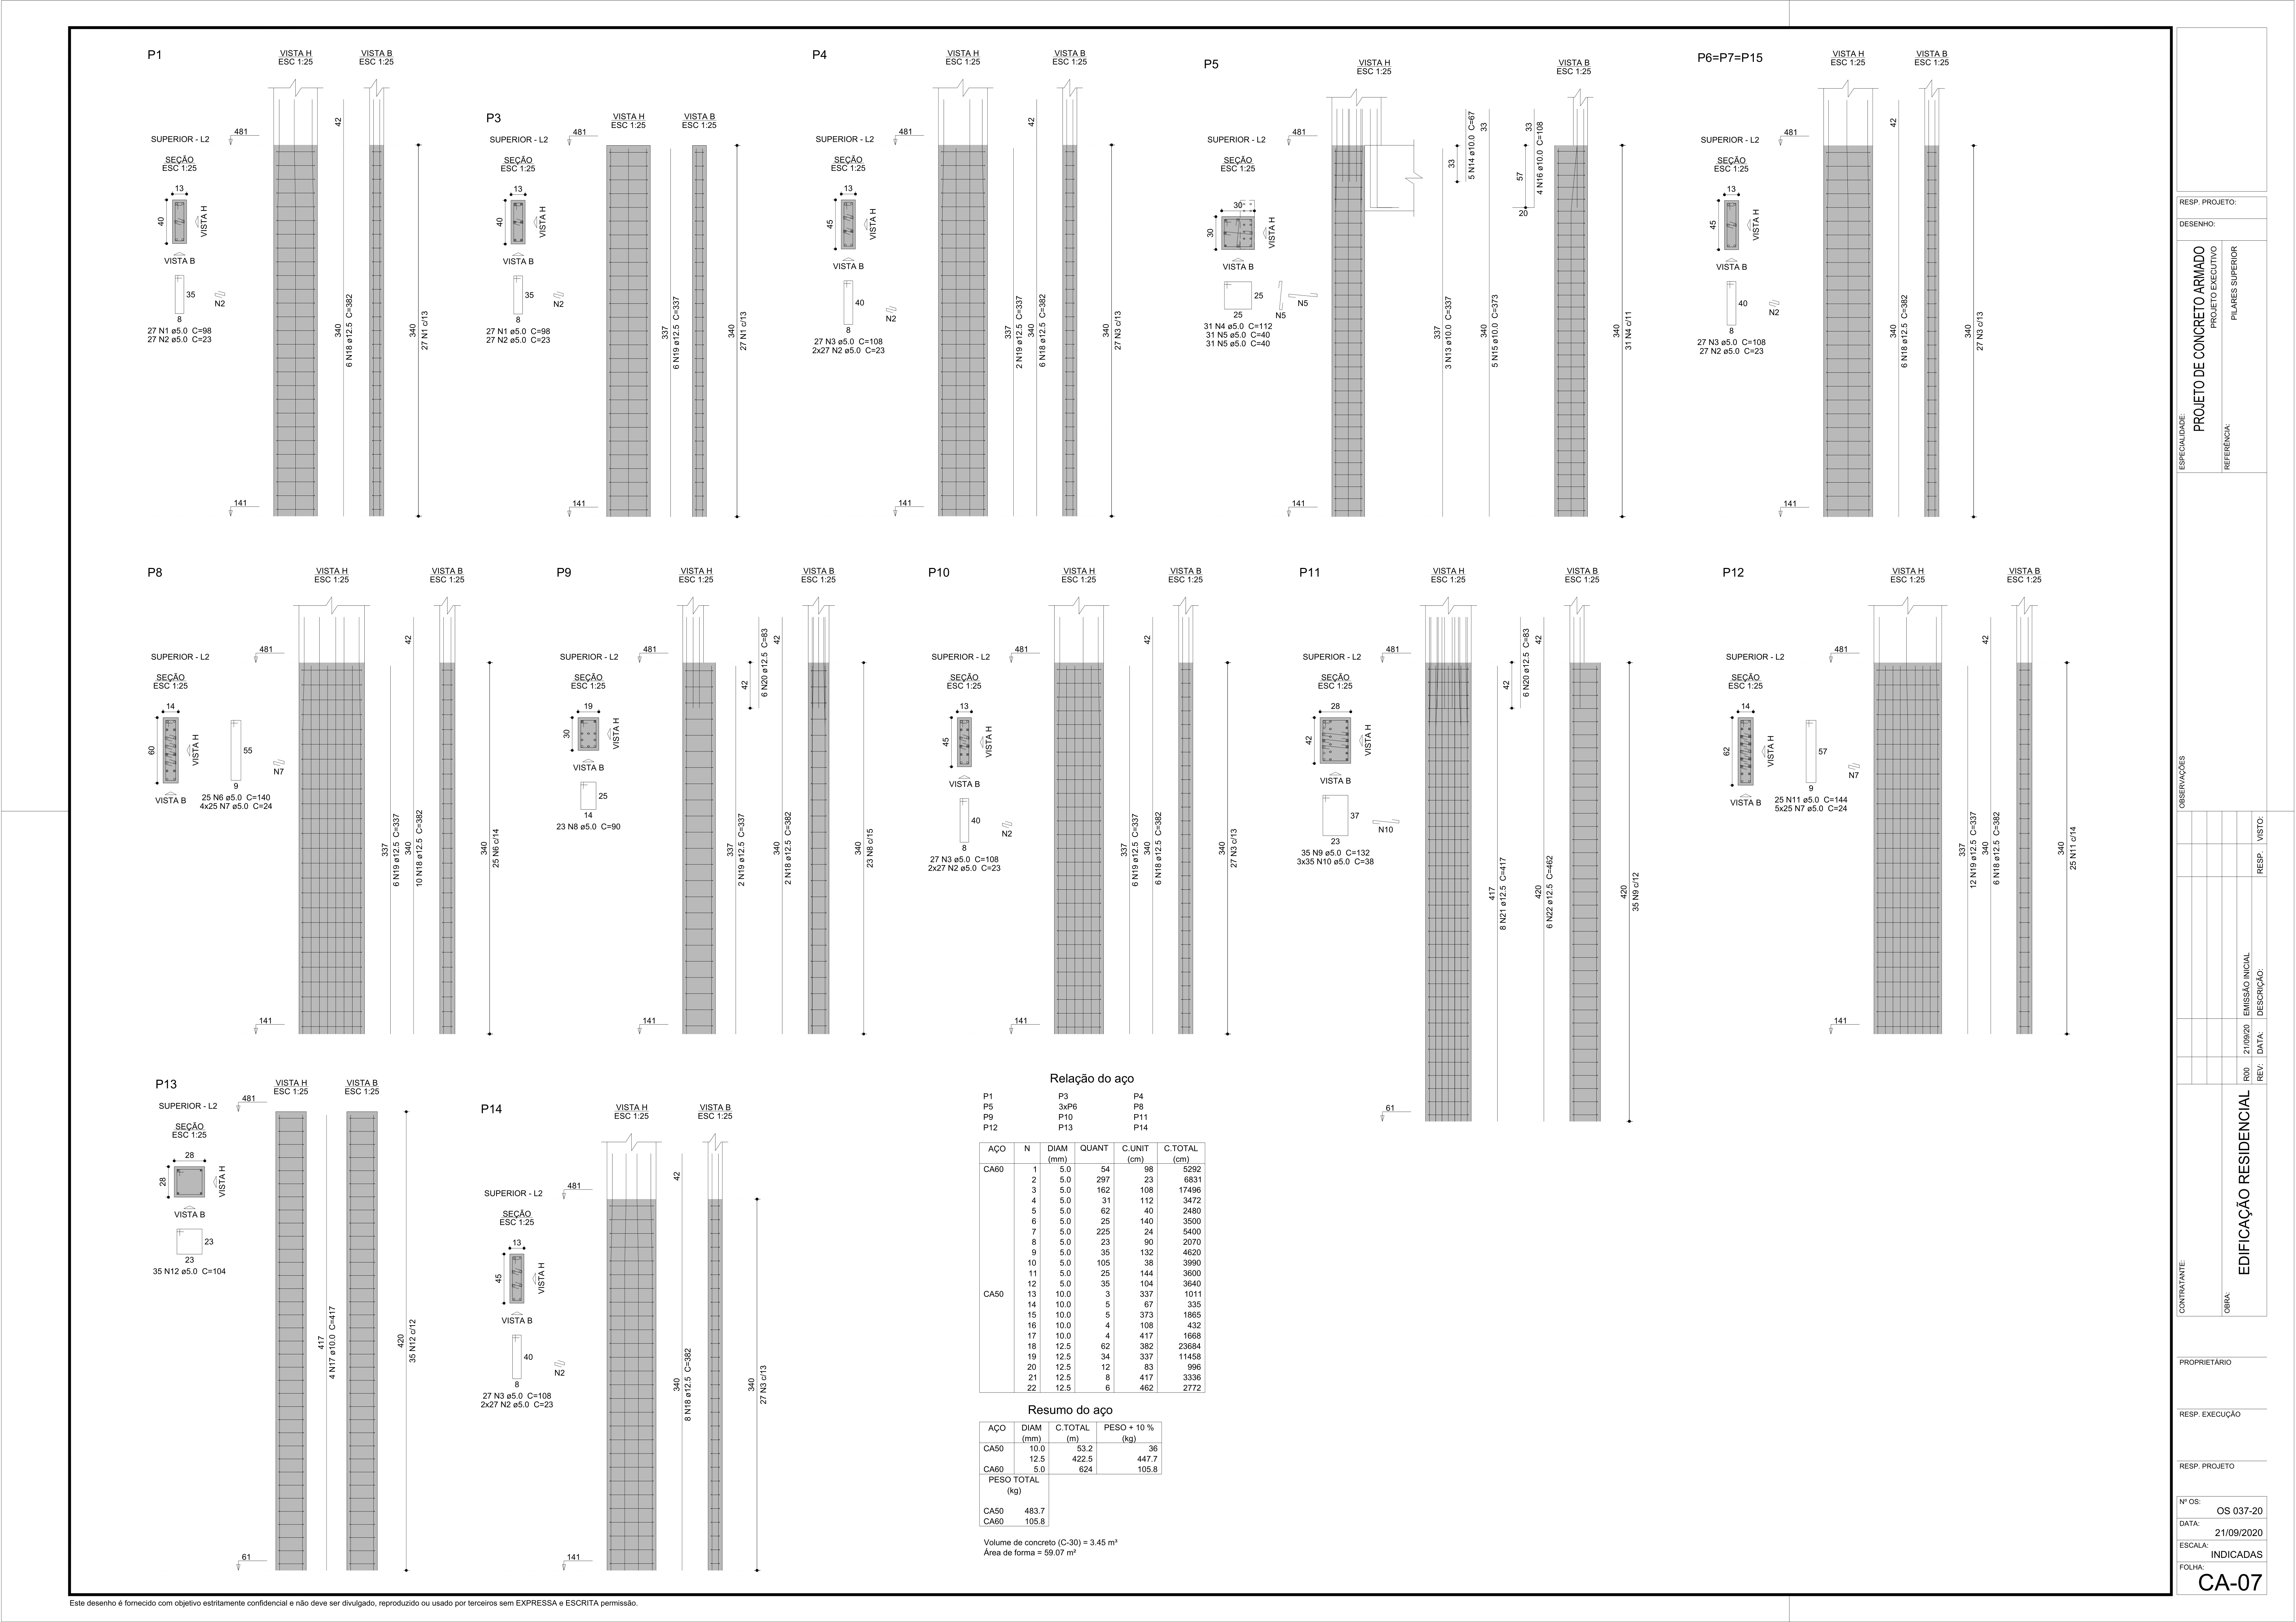 P1
VISTA H
ESC 1:25
VISTA B
ESC 1:25
SUPERIOR - L2
481
SEÇÃO
ESC 1:25
13
40
VISTA H
VISTA B
35
8
N2
27 N1 ø5.0  C=98
27 N2 ø5.0  C=23
141
42
340
6 N18 ø12.5  C=382
340
27 N1 c/13
P3
VISTA H
ESC 1:25
VISTA B
ESC 1:25
SUPERIOR - L2
481
SEÇÃO
ESC 1:25
13
40
VISTA H
VISTA B
35
8
N2
27 N1 ø5.0  C=98
27 N2 ø5.0  C=23
141
337
6 N19 ø12.5  C=337
340
27 N1 c/13
P4
VISTA H
ESC 1:25
VISTA B
ESC 1:25
SUPERIOR - L2
481
SEÇÃO
ESC 1:25
13
45
VISTA H
VISTA B
40
8
N2
27 N3 ø5.0  C=108
2x27 N2 ø5.0  C=23
141
42
337
2 N19 ø12.5  C=337
340
6 N18 ø12.5  C=382
340
27 N3 c/13
P5
VISTA H
ESC 1:25
VISTA B
ESC 1:25
SUPERIOR - L2
481
SEÇÃO
ESC 1:25
30
30
VISTA H
VISTA B
25
25
N5
N5
31 N4 ø5.0  C=112
31 N5 ø5.0  C=40
31 N5 ø5.0  C=40
141
33
5 N14 ø10.0  C=67
33
33
57
20
4 N16 ø10.0  C=108
337
3 N13 ø10.0  C=337
340
5 N15 ø10.0  C=373
340
31 N4 c/11
P6=P7=P15
VISTA H
ESC 1:25
VISTA B
ESC 1:25
SUPERIOR - L2
481
SEÇÃO
ESC 1:25
13
45
VISTA H
VISTA B
40
8
N2
27 N3 ø5.0  C=108
27 N2 ø5.0  C=23
141
42
340
6 N18 ø12.5  C=382
340
27 N3 c/13
P8
VISTA H
ESC 1:25
VISTA B
ESC 1:25
SUPERIOR - L2
481
SEÇÃO
ESC 1:25
14
60
VISTA H
VISTA B
55
9
N7
25 N6 ø5.0  C=140
4x25 N7 ø5.0  C=24
141
42
337
6 N19 ø12.5  C=337
340
10 N18 ø12.5  C=382
340
25 N6 c/14
P9
VISTA H
ESC 1:25
VISTA B
ESC 1:25
SUPERIOR - L2
481
SEÇÃO
ESC 1:25
19
30
VISTA H
VISTA B
25
14
23 N8 ø5.0  C=90
141
42
6 N20 ø12.5  C=83
42
337
2 N19 ø12.5  C=337
340
2 N18 ø12.5  C=382
340
23 N8 c/15
P10
VISTA H
ESC 1:25
VISTA B
ESC 1:25
SUPERIOR - L2
481
SEÇÃO
ESC 1:25
13
45
VISTA H
VISTA B
40
8
N2
27 N3 ø5.0  C=108
2x27 N2 ø5.0  C=23
141
42
337
6 N19 ø12.5  C=337
340
6 N18 ø12.5  C=382
340
27 N3 c/13
P11
VISTA H
ESC 1:25
VISTA B
ESC 1:25
SUPERIOR - L2
481
SEÇÃO
ESC 1:25
28
42
VISTA H
VISTA B
37
23
N10
35 N9 ø5.0  C=132
3x35 N10 ø5.0  C=38
61
42
6 N20 ø12.5  C=83
42
417
8 N21 ø12.5  C=417
420
6 N22 ø12.5  C=462
420
35 N9 c/12
P12
VISTA H
ESC 1:25
VISTA B
ESC 1:25
SUPERIOR - L2
481
SEÇÃO
ESC 1:25
14
62
VISTA H
VISTA B
57
9
N7
25 N11 ø5.0  C=144
5x25 N7 ø5.0  C=24
141
42
337
12 N19 ø12.5  C=337
340
6 N18 ø12.5  C=382
340
25 N11 c/14
P13
VISTA H
ESC 1:25
VISTA B
ESC 1:25
SUPERIOR - L2
481
SEÇÃO
ESC 1:25
28
28
VISTA H
VISTA B
23
23
35 N12 ø5.0  C=104
61
417
4 N17 ø10.0  C=417
420
35 N12 c/12
P14
VISTA H
ESC 1:25
VISTA B
ESC 1:25
SUPERIOR - L2
481
SEÇÃO
ESC 1:25
13
45
VISTA H
VISTA B
40
8
N2
27 N3 ø5.0  C=108
2x27 N2 ø5.0  C=23
141
42
340
8 N18 ø12.5  C=382
340
27 N3 c/13
Relação do aço
P1 P3 P4
P5 3xP6 P8
P9 P10 P11
P12 P13 P14
AÇO N DIAM QUANT C.UNIT C.TOTAL
(mm) (cm) (cm)
CA60 1 5.0 54 98 5292
2 5.0 297 23 6831
3 5.0 162 108 17496
4 5.0 31 112 3472
5 5.0 62 40 2480
6 5.0 25 140 3500
7 5.0 225 24 5400
8 5.0 23 90 2070
9 5.0 35 132 4620
10 5.0 105 38 3990
11 5.0 25 144 3600
12 5.0 35 104 3640
CA50 13 10.0 3 337 1011
14 10.0 5 67 335
15 10.0 5 373 1865
16 10.0 4 108 432
17 10.0 4 417 1668
18 12.5 62 382 23684
19 12.5 34 337 11458
20 12.5 12 83 996
21 12.5 8 417 3336
22 12.5 6 462 2772
Resumo do aço
AÇO DIAM C.TOTAL PESO + 10 %
(mm) (m) (kg)
CA50 10.0 53.2 36
12.5 422.5 447.7
CA60 5.0 624 105.8
PESO TOTAL
(kg)
CA50 483.7
CA60 105.8
Volume de concreto (C-30) = 3.45 m³
Área de forma = 59.07 m²
RESP. PROJETO:
DESENHO:
ESPECIALIDADE:
PROJETO DE CONCRETO ARMADO
PROJETO EXECUTIVO
REFERÊNCIA:
PILARES SUPERIOR
OBSERVAÇÕES
R00 21/09/20 EMISSÃO INICIAL
REV: DATA: DESCRIÇÃO: RESP. VISTO:
CONTRATANTE:
OBRA:
EDIFICAÇÃO RESIDENCIAL
PROPRIETÁRIO
RESP. EXECUÇÃO
RESP. PROJETO
Nº OS:
OS 037-20
DATA:
21/09/2020
ESCALA:
INDICADAS
FOLHA:
CA-07
Este desenho é fornecido com objetivo estritamente confidencial e não deve ser divulgado, reproduzido ou usado por terceiros sem EXPRESSA e ESCRITA permissão.